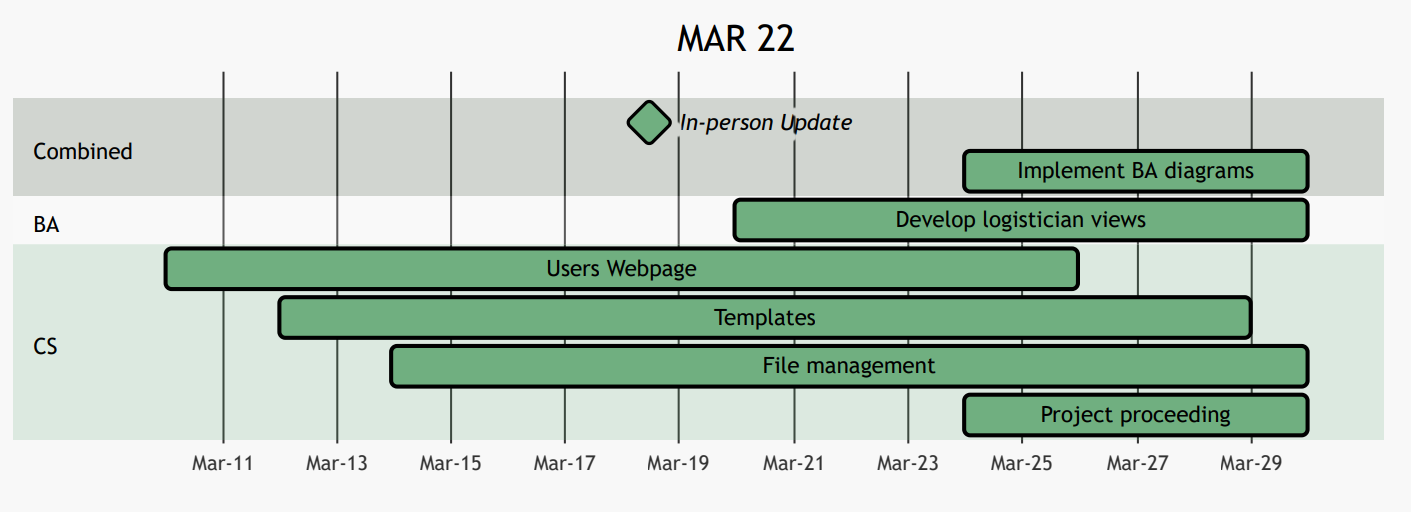 MAR 22
In-person Update
Combined
Implement BA diagrams
BA
Develop logistician views
Users Webpage
Templates
CS
File management
Project proceeding
Mar-11 Mar-13 Mar-15 Mar-17 Mar-19 Mar-21 Mar-23 Mar-25 Mar-27 Mar-29